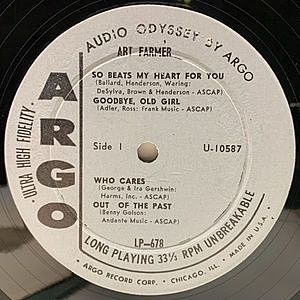 AUDIO ODYSSEY BY ARGO
ART FARMER
SO BEATS MY HEART FOR YOU
(Ballard, Henderson, Waring:
DeSylva, Brown & Henderson - ASCAP)
GOODBYE, OLD GIRL
(Adler, Ross: Frank Music - ASCAP)
ARGO
• ULTRA HIGH FIDELITY •
Side 1 U-10587
WHO CARES
(George & Ira Gershwin:
Harms, Inc. - ASCAP)
OUT OF THE PAST
(Benny Golson:
Andante Music - ASCAP)
LP-678
LONG PLAYING 33⅓ RPM UNBREAKABLE
• ARGO RECORD CORP. • CHICAGO, ILL. • MADE IN U.S.A.